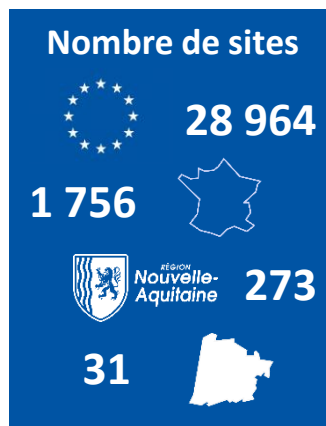 Nombre de sites
28 964
1 756
RÉGION
Nouvelle-
Aquitaine
273
31